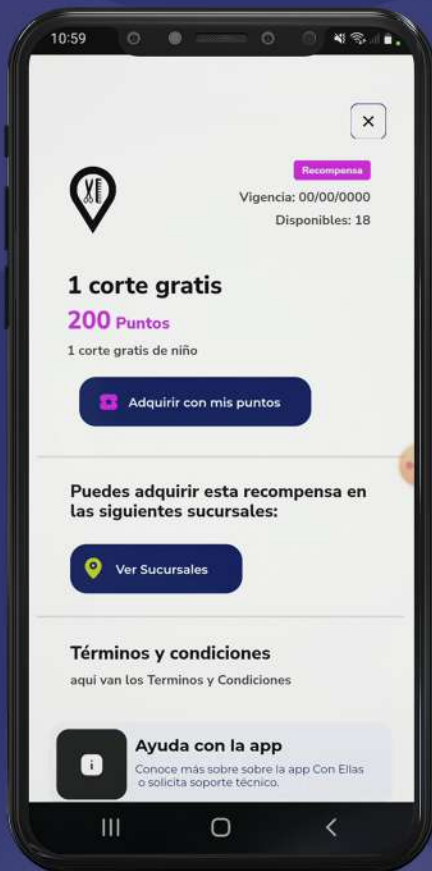 10:59
Recompensa
Vigencia: 00/00/0000
Disponibles: 18
1 corte gratis
200 Puntos
1 corte gratis de niño
Adquirir con mis puntos
Puedes adquirir esta recompensa en
las siguientes sucursales:
Ver Sucursales
Términos y condiciones
aqui van los Terminos y Condiciones
Ayuda con la app
Conoce más sobre sobre la app Con Ellas
o solicita soporte técnico.